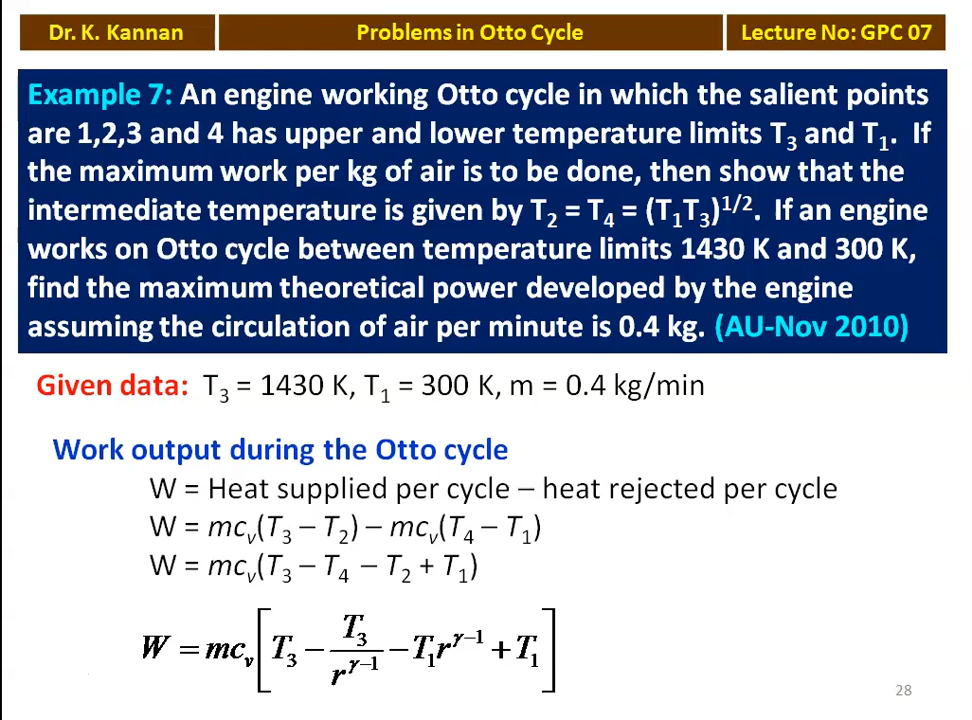 Dr. K. Kannan
Problems in Otto Cycle
Lecture No: GPC 07
Example 7: An engine working Otto cycle in which the salient points
are 1,2,3 and 4 has upper and lower temperature limits T₃ and T₁. If
the maximum work per kg of air is to be done, then show that the
intermediate temperature is given by T₂ = T₄ = (T₁T₃)¹/². If an engine
works on Otto cycle between temperature limits 1430 K and 300 K,
find the maximum theoretical power developed by the engine
assuming the circulation of air per minute is 0.4 kg. (AU-Nov 2010)
Given data: T₃ = 1430 K, T₁ = 300 K, m = 0.4 kg/min
Work output during the Otto cycle
W = Heat supplied per cycle – heat rejected per cycle
W = mcᵥ(T₃ – T₂) – mcᵥ(T₄ – T₁)
W = mcᵥ(T₃ – T₄ – T₂ + T₁)
W = mcᵥ[T₃ − T₃/r^(γ−1) − T₁r^(γ−1) + T₁]
28